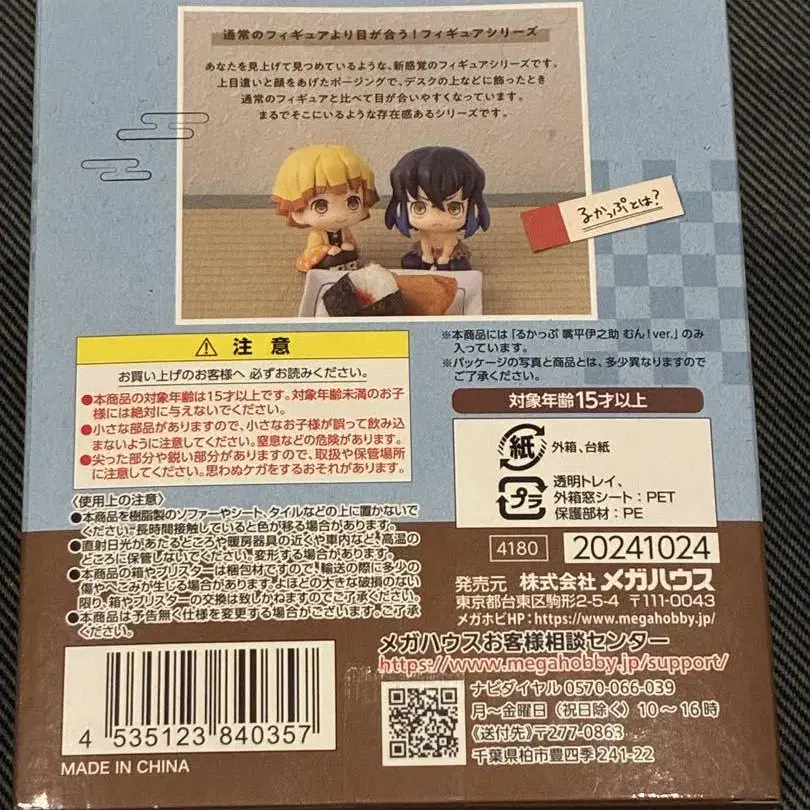 通常のフィギュアより目が合う！フィギュアシリーズ
あなたを見上げて見つめているような、新感覚のフィギュアシリーズです。
上目遣いと顔をあげたポージングで、デスクの上などに飾ったとき
通常のフィギュアと比べて目が合いやすくなっています。
まるでそこにいるような存在感あるシリーズです。
るかっぷとは？
※本商品には「るかっぷ 嘴平伊之助 むん！ver.」のみ
入っています。
※パッケージの写真と商品とは、多少異なりますので
ご了承ください。
⚠ 注意
お買い上げのお客様へ 必ずお読みください。
●本商品の対象年齢は15才以上です。対象年齢未満のお子
様には絶対に与えないでください。
●小さな部品がありますので、小さなお子様が誤って飲み込
まないように注意してください。窒息などの危険があります。
●尖った部分や鋭い部分がありますので、取扱や保管場所
に注意してください。思わぬケガをするおそれがあります。
〈使用上の注意〉
●本商品を樹脂製のソファーやシート、タイルなどの上に置かないで
ください。長時間接触していると色が移る場合があります。
●直射日光があたるところや暖房器具の近くや車内など、高温の
ところに保管しないでください。変形する場合があります。
●本商品の箱やブリスターは梱包材ですので、輸送の際に多少の
傷やへこみが生じる場合があります。よほどの大きな破損のない
限り、箱やブリスターの交換は致しかねますのでご了承ください。
●本商品は予告無く仕様を変更する場合がございます。ご了承
ください。
対象年齢15才以上
紙 外箱、台紙
プラ 透明トレイ、
外箱窓シート：PET
保護部材：PE
4180 20241024
発売元 株式会社 メガハウス
東京都台東区駒形2-5-4 〒111-0043
メガホビHP：https://www.megahobby.jp/
メガハウスお客様相談センター
https://www.megahobby.jp/support/
ナビダイヤル 0570-066-039
月～金曜日（祝日除く）10～16時
〈送付先〉〒277-0863
千葉県柏市豊四季241-22
4 535123 840357
MADE IN CHINA